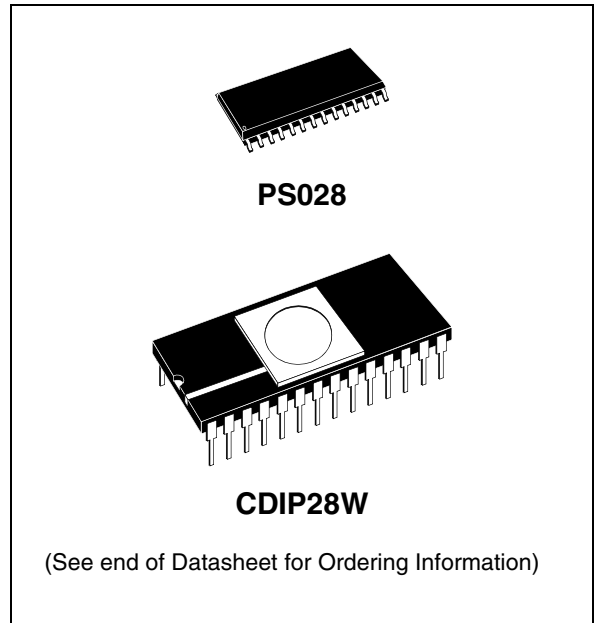 PS028
CDIP28W
(See end of Datasheet for Ordering Information)